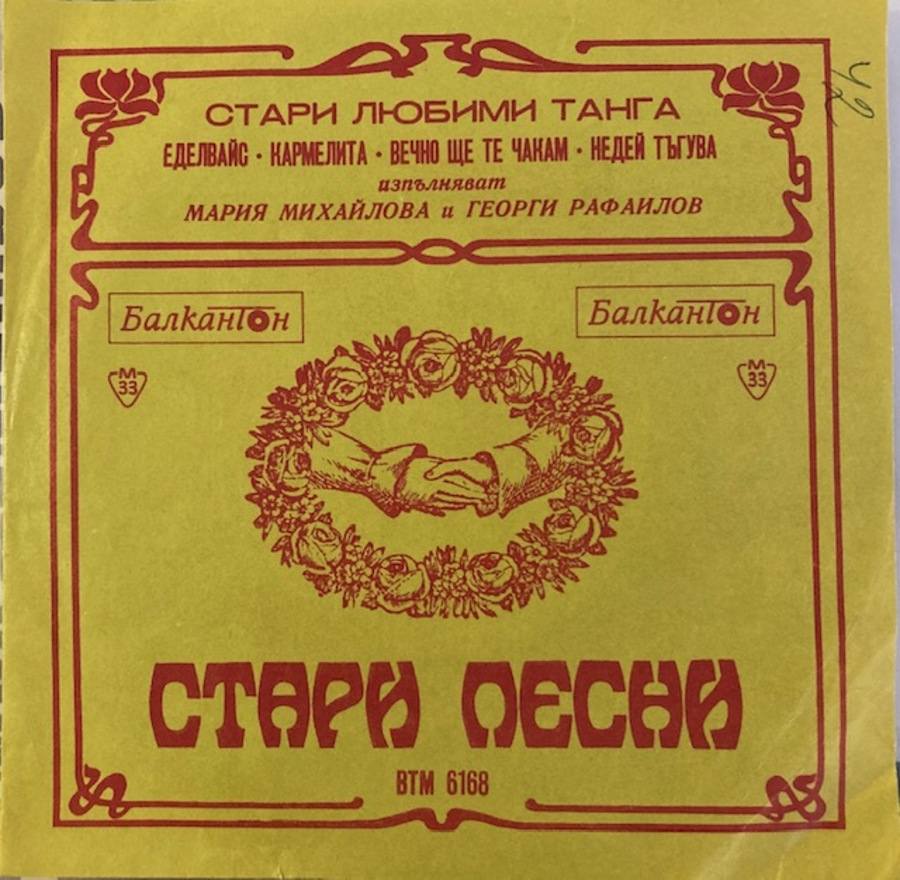 СТАРИ ЛЮБИМИ ТАНГА
ЕДЕЛВАЙС · КАРМЕЛИТА · ВЕЧНО ЩЕ ТЕ ЧАКАМ · НЕДЕЙ ТЪГУВА
изпълняват
МАРИЯ МИХАЙЛОВА и ГЕОРГИ РАФАИЛОВ
Балкантон
Балкантон
М
33
М
33
СТАРИ ПЕСНИ
ВТМ 6168